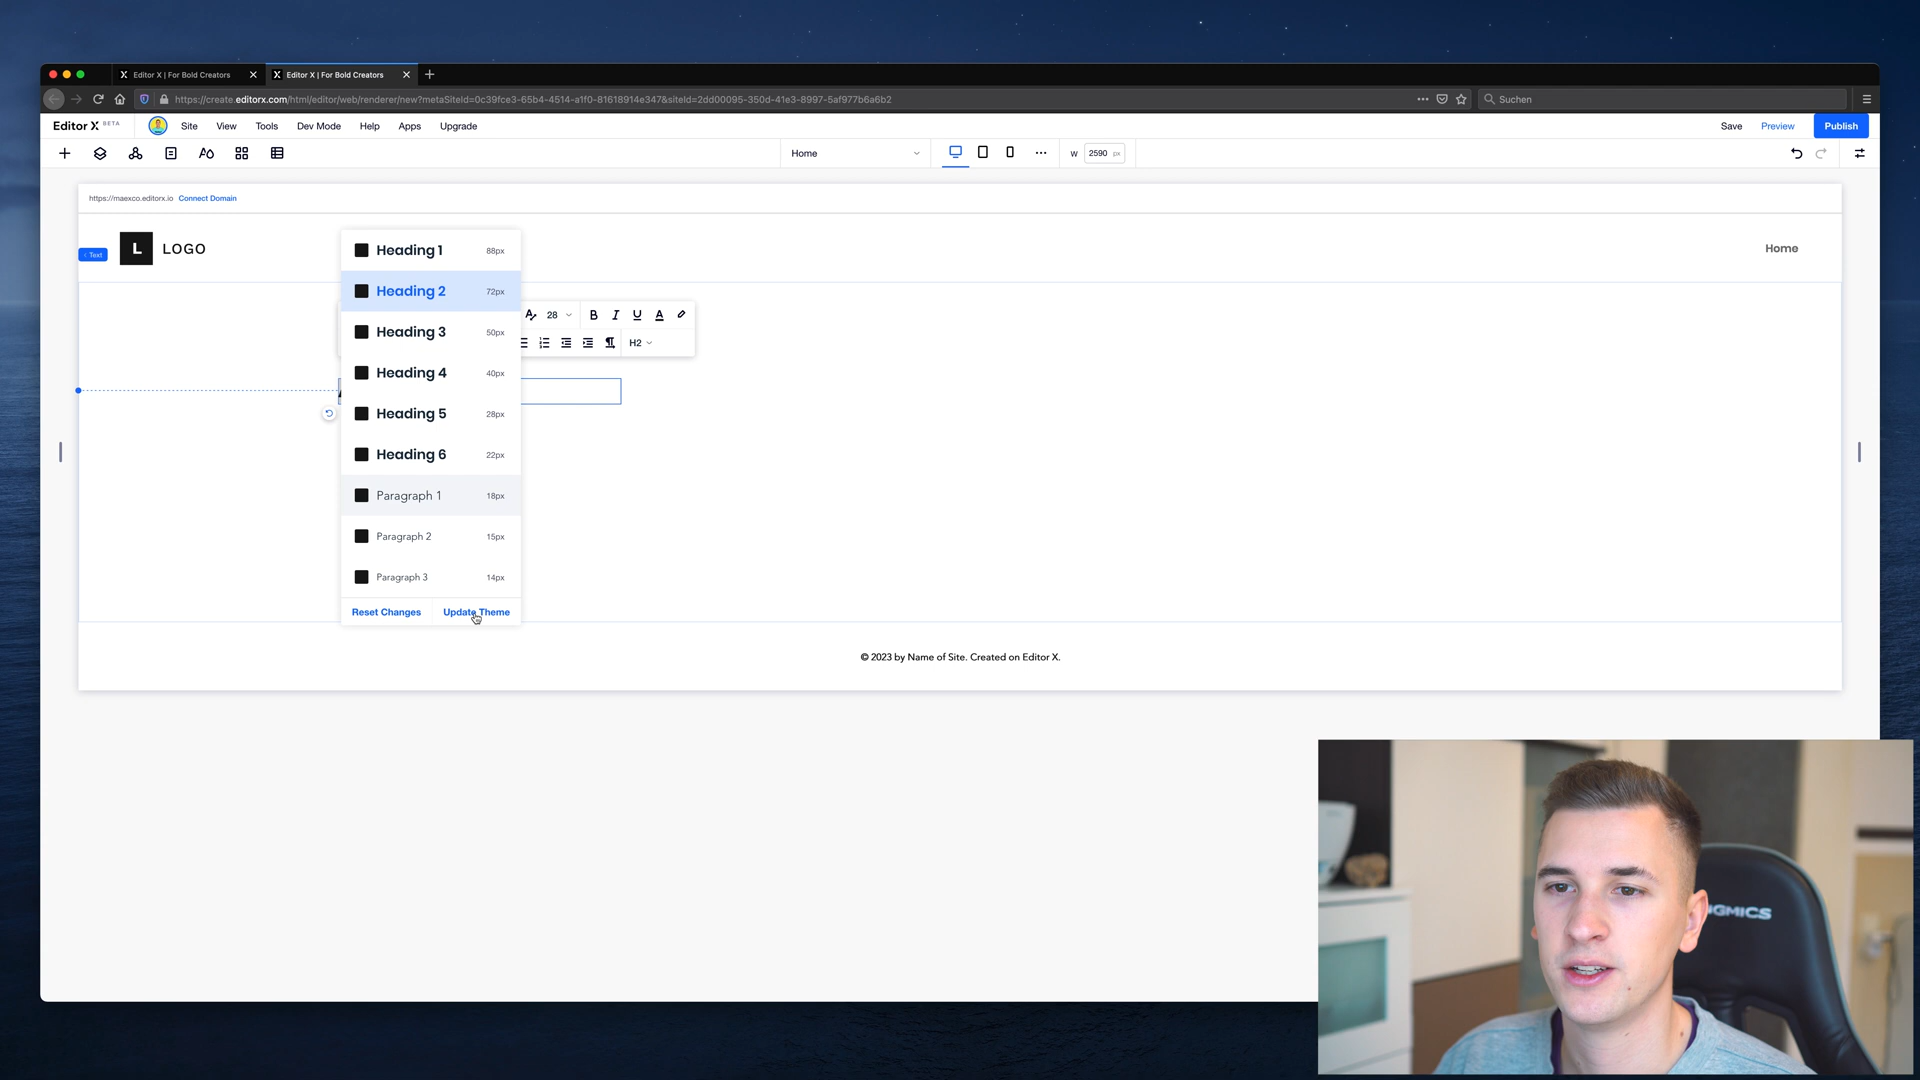 Editor X | For Bold Creators
Editor X | For Bold Creators
https://create.editorx.com/html/editor/web/renderer/new?metaSiteId=0c39fce3-65b4-4514-a1f0-81618914e347&siteId=2dd00095-350d-41e3-8997-5af977b6a6b2
Suchen
Editor X BETA
Site
View
Tools
Dev Mode
Help
Apps
Upgrade
Save
Preview
Publish
Home
W
2590 px
https://maexco.editorx.io Connect Domain
L LOGO
Home
< Text
Heading 1 88px
Heading 2 72px
Heading 3 50px
Heading 4 40px
Heading 5 28px
Heading 6 22px
Paragraph 1 18px
Paragraph 2 15px
Paragraph 3 14px
Reset Changes
Update Theme
28
B I U A
H2
© 2023 by Name of Site. Created on Editor X.